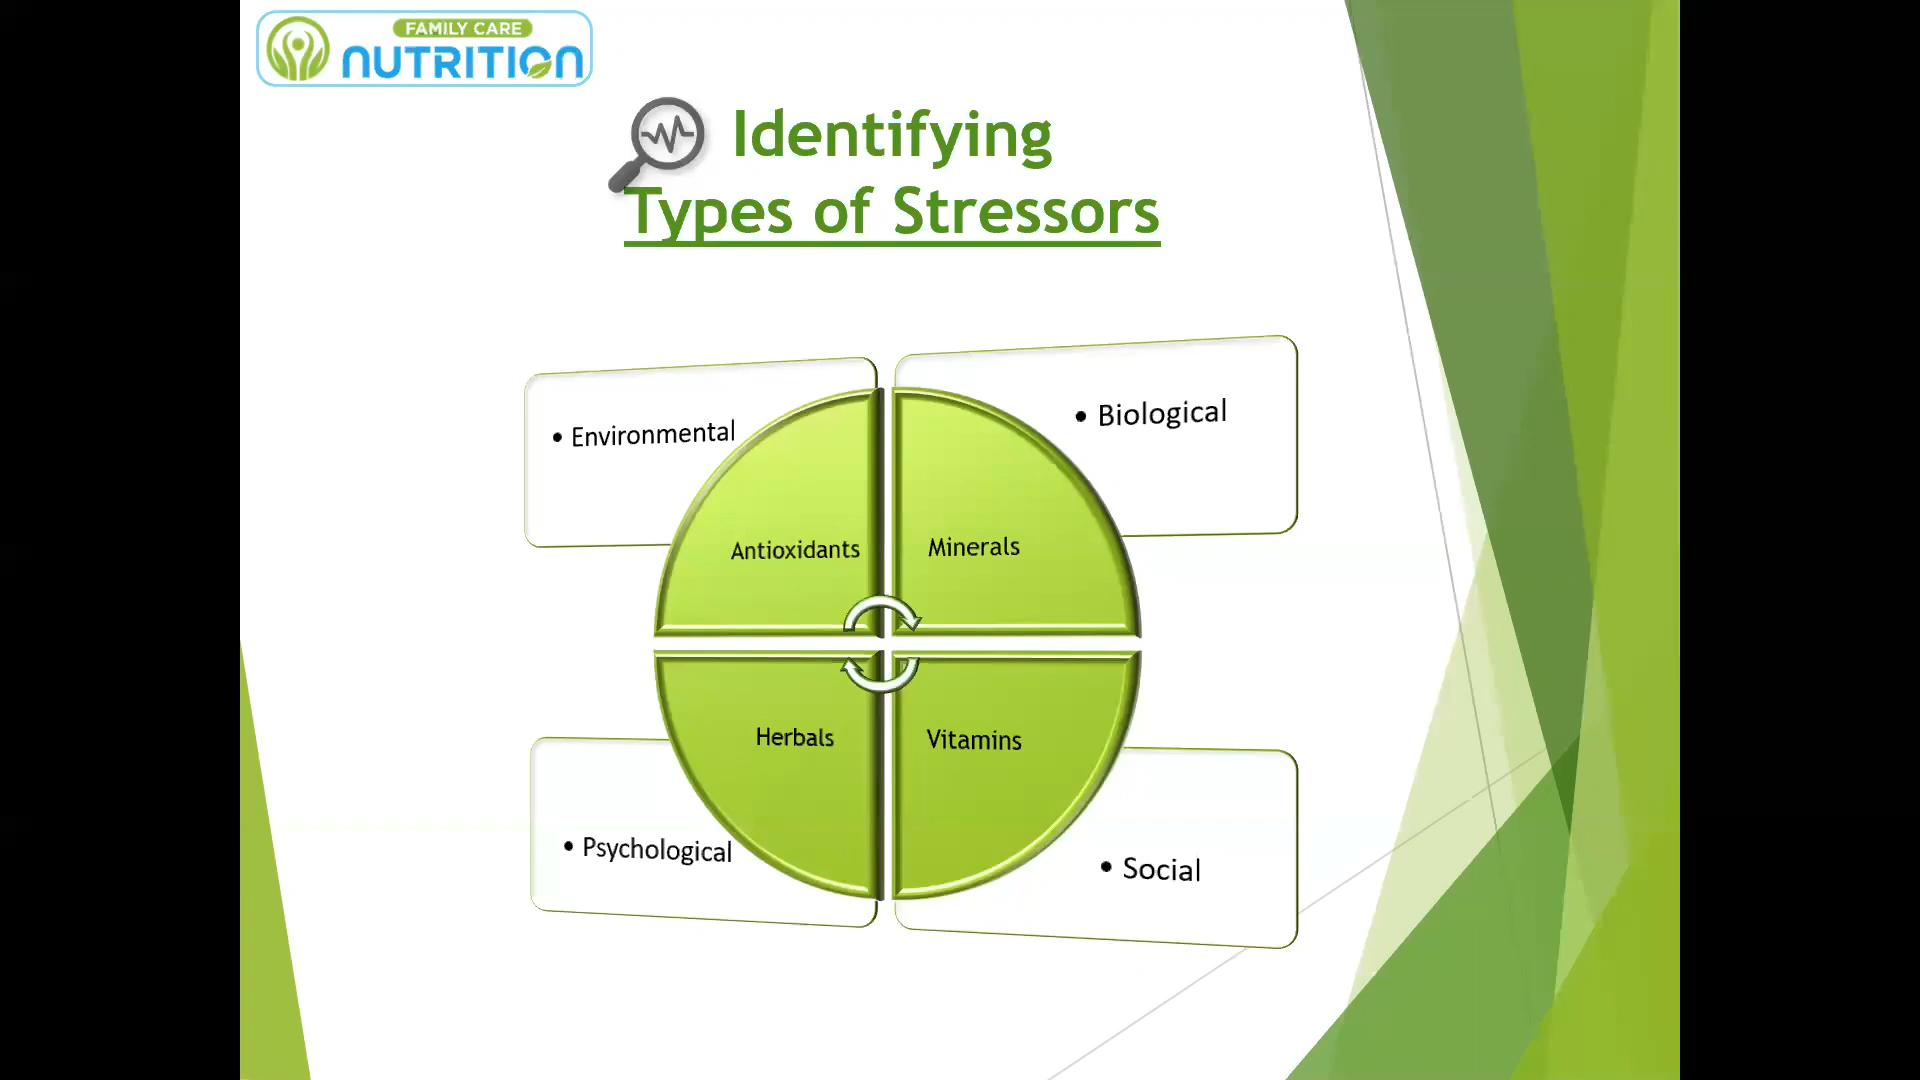 FAMILY CARE
NUTRITION
Identifying
Types of Stressors
• Environmental
• Biological
Antioxidants
Minerals
Herbals
Vitamins
• Psychological
• Social